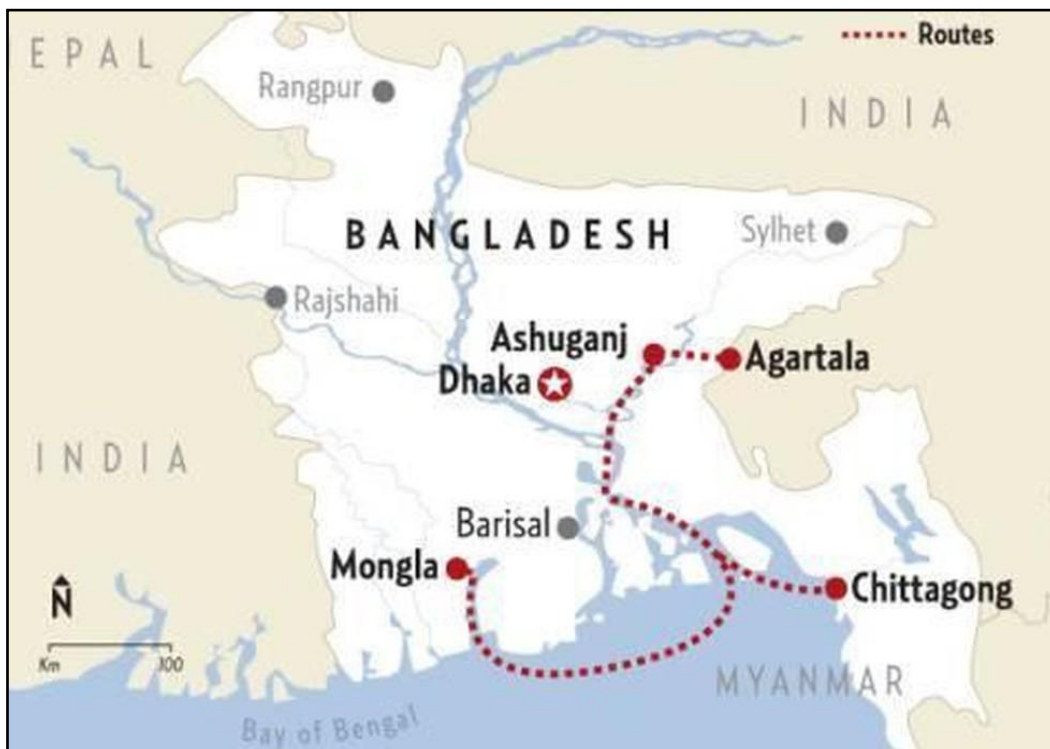 EPAL
Routes
Rangpur
INDIA
BANGLADESH
Sylhet
Rajshahi
Ashuganj
Agartala
Dhaka
INDIA
Barisal
Mongla
N
Chittagong
Km 100
MYANMAR
Bay of Bengal